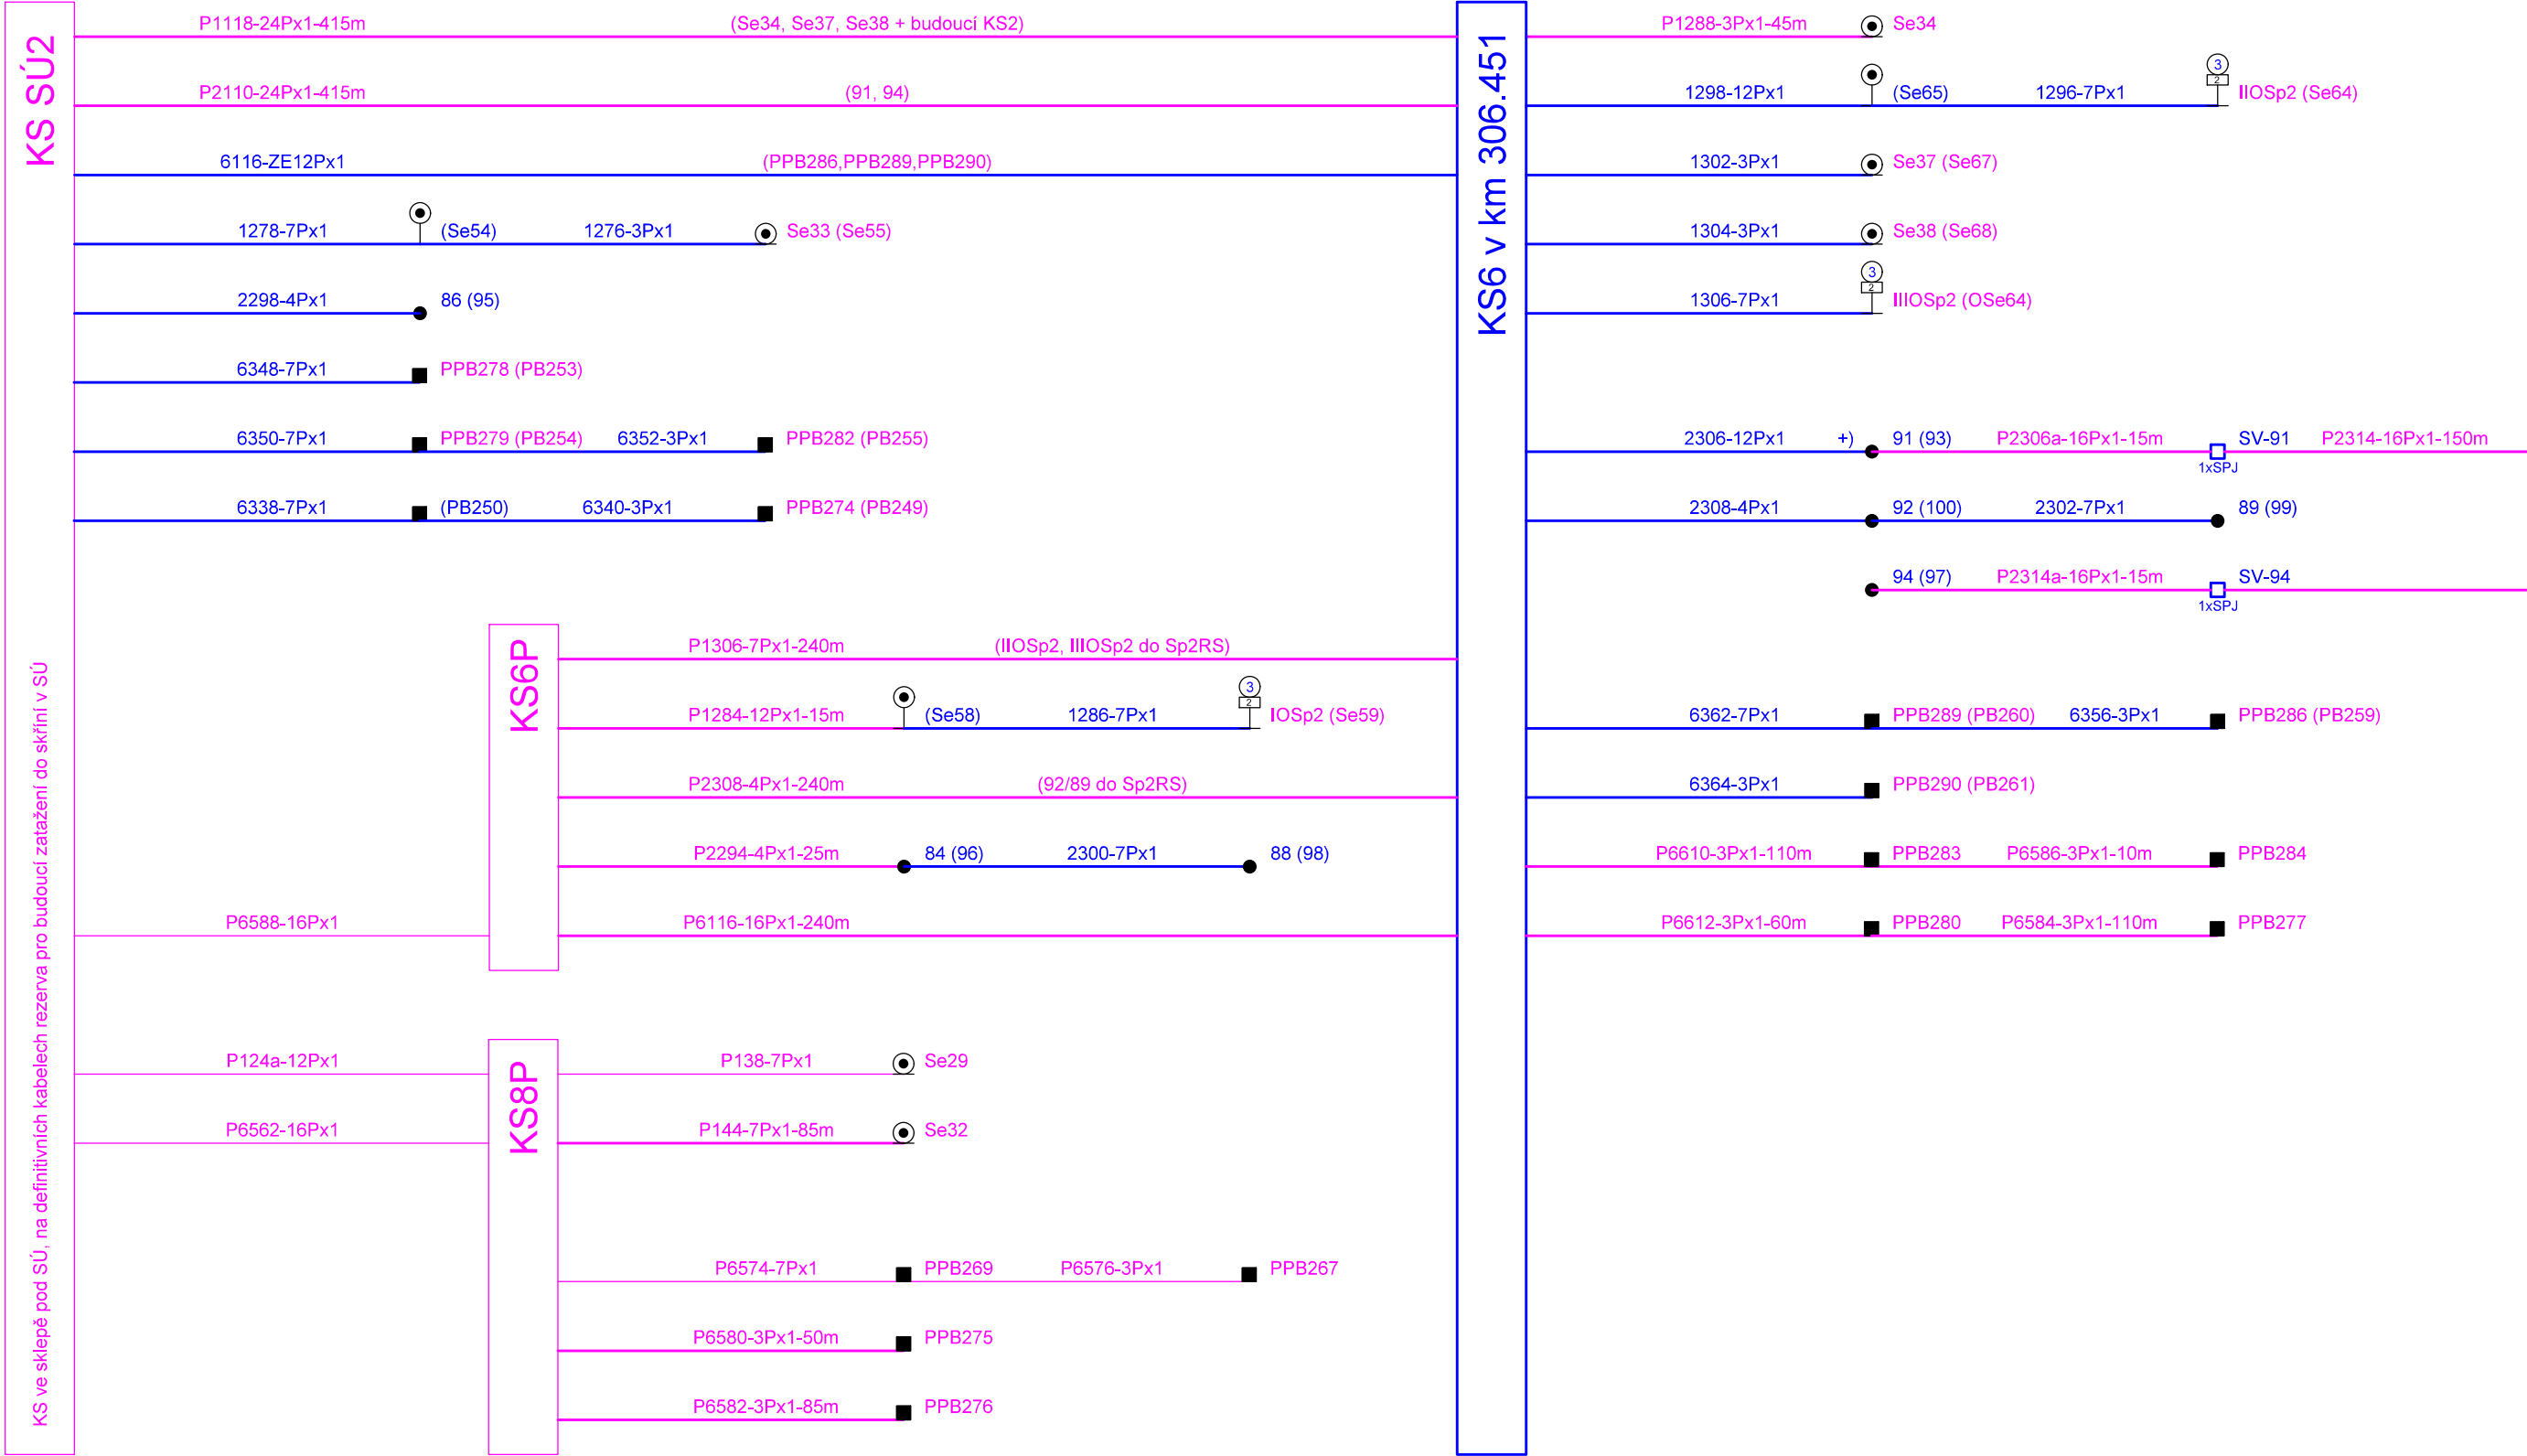 KS SÚ2
KS ve sklepě pod SÚ, na definitivních kabelech rezerva pro budoucí zatažení do skříní v SÚ
P1118-24Px1-415m (Se34, Se37, Se38 + budoucí KS2)
P2110-24Px1-415m (91, 94)
6116-ZE12Px1 (PPB286,PPB289,PPB290)
1278-7Px1 (Se54) 1276-3Px1 Se33 (Se55)
2298-4Px1 86 (95)
6348-7Px1 PPB278 (PB253)
6350-7Px1 PPB279 (PB254) 6352-3Px1 PPB282 (PB255)
6338-7Px1 (PB250) 6340-3Px1 PPB274 (PB249)
KS6P
P1306-7Px1-240m (IIOSp2, IIIOSp2 do Sp2RS)
3
2
P1284-12Px1-15m (Se58) 1286-7Px1 IOSp2 (Se59)
P2308-4Px1-240m (92/89 do Sp2RS)
P2294-4Px1-25m 84 (96) 2300-7Px1 88 (98)
P6588-16Px1 P6116-16Px1-240m
KS8P
P124a-12Px1 P138-7Px1 Se29
P6562-16Px1 P144-7Px1-85m Se32
P6574-7Px1 PPB269 P6576-3Px1 PPB267
P6580-3Px1-50m PPB275
P6582-3Px1-85m PPB276
KS6 v km 306.451
P1288-3Px1-45m Se34
3
2
1298-12Px1 (Se65) 1296-7Px1 IIOSp2 (Se64)
1302-3Px1 Se37 (Se67)
1304-3Px1 Se38 (Se68)
3
2
1306-7Px1 IIIOSp2 (OSe64)
2306-12Px1 +) 91 (93) P2306a-16Px1-15m SV-91 P2314-16Px1-150m
1xSPJ
2308-4Px1 92 (100) 2302-7Px1 89 (99)
94 (97) P2314a-16Px1-15m SV-94
1xSPJ
6362-7Px1 PPB289 (PB260) 6356-3Px1 PPB286 (PB259)
6364-3Px1 PPB290 (PB261)
P6610-3Px1-110m PPB283 P6586-3Px1-10m PPB284
P6612-3Px1-60m PPB280 P6584-3Px1-110m PPB277